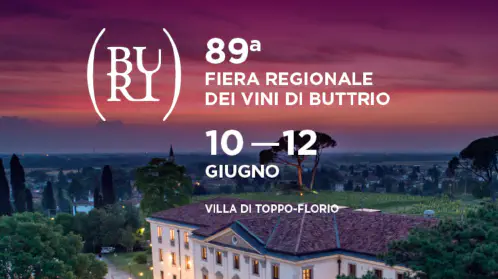 BU
RI
89ª
FIERA REGIONALE
DEI VINI DI BUTTRIO
10 — 12
GIUGNO
VILLA DI TOPPO-FLORIO